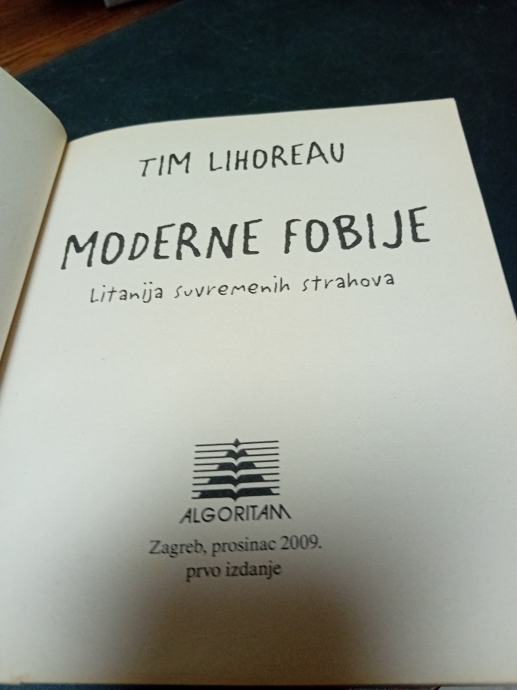 TIM LIHOREAU
MODERNE FOBIJE
Litanija suvremenih strahova
ALGORITAM
Zagreb, prosinac 2009.
prvo izdanje